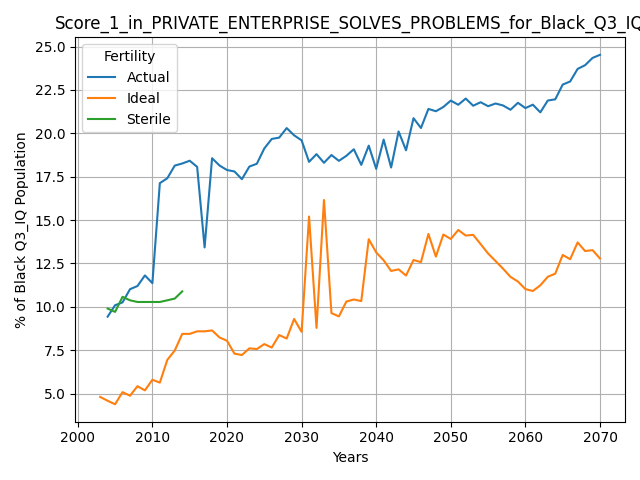 Score_1_in_PRIVATE_ENTERPRISE_SOLVES_PROBLEMS_for_Black_Q3_IQ
Fertility
Actual
Ideal
Sterile
% of Black Q3_IQ Population
25.0
22.5
20.0
17.5
15.0
12.5
10.0
7.5
5.0
2000 2010 2020 2030 2040 2050 2060 2070
Years